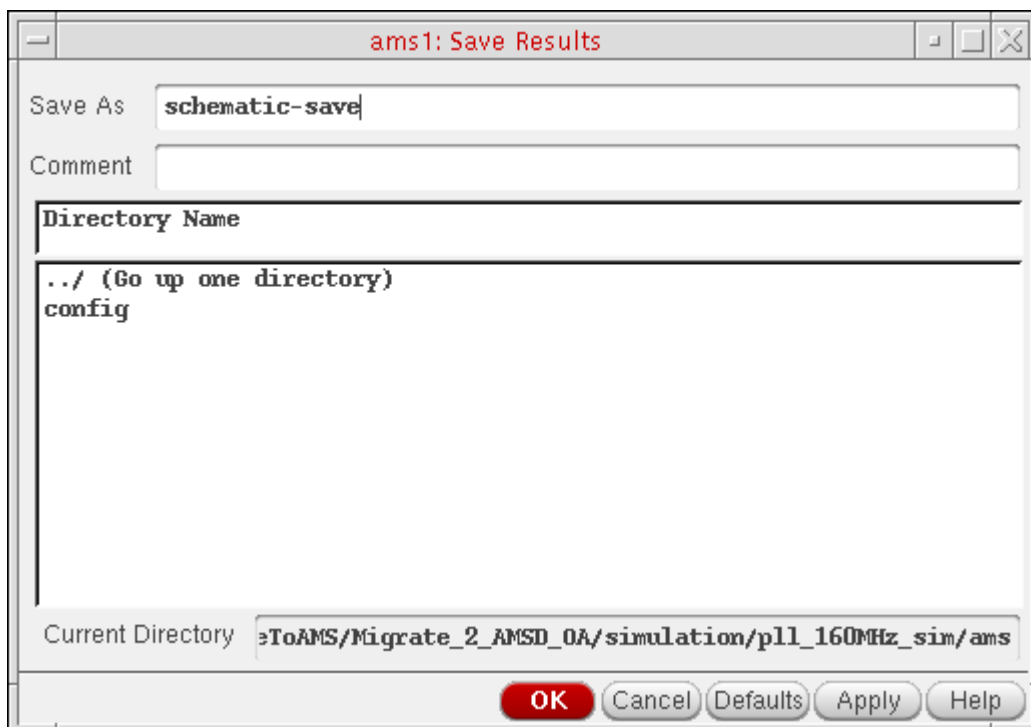 ams1: Save Results
Save As schematic-save
Comment
Directory Name
../ (Go up one directory)
config
Current Directory eToAMS/Migrate_2_AMSD_OA/simulation/pll_160MHz_sim/ams
OK Cancel Defaults Apply Help